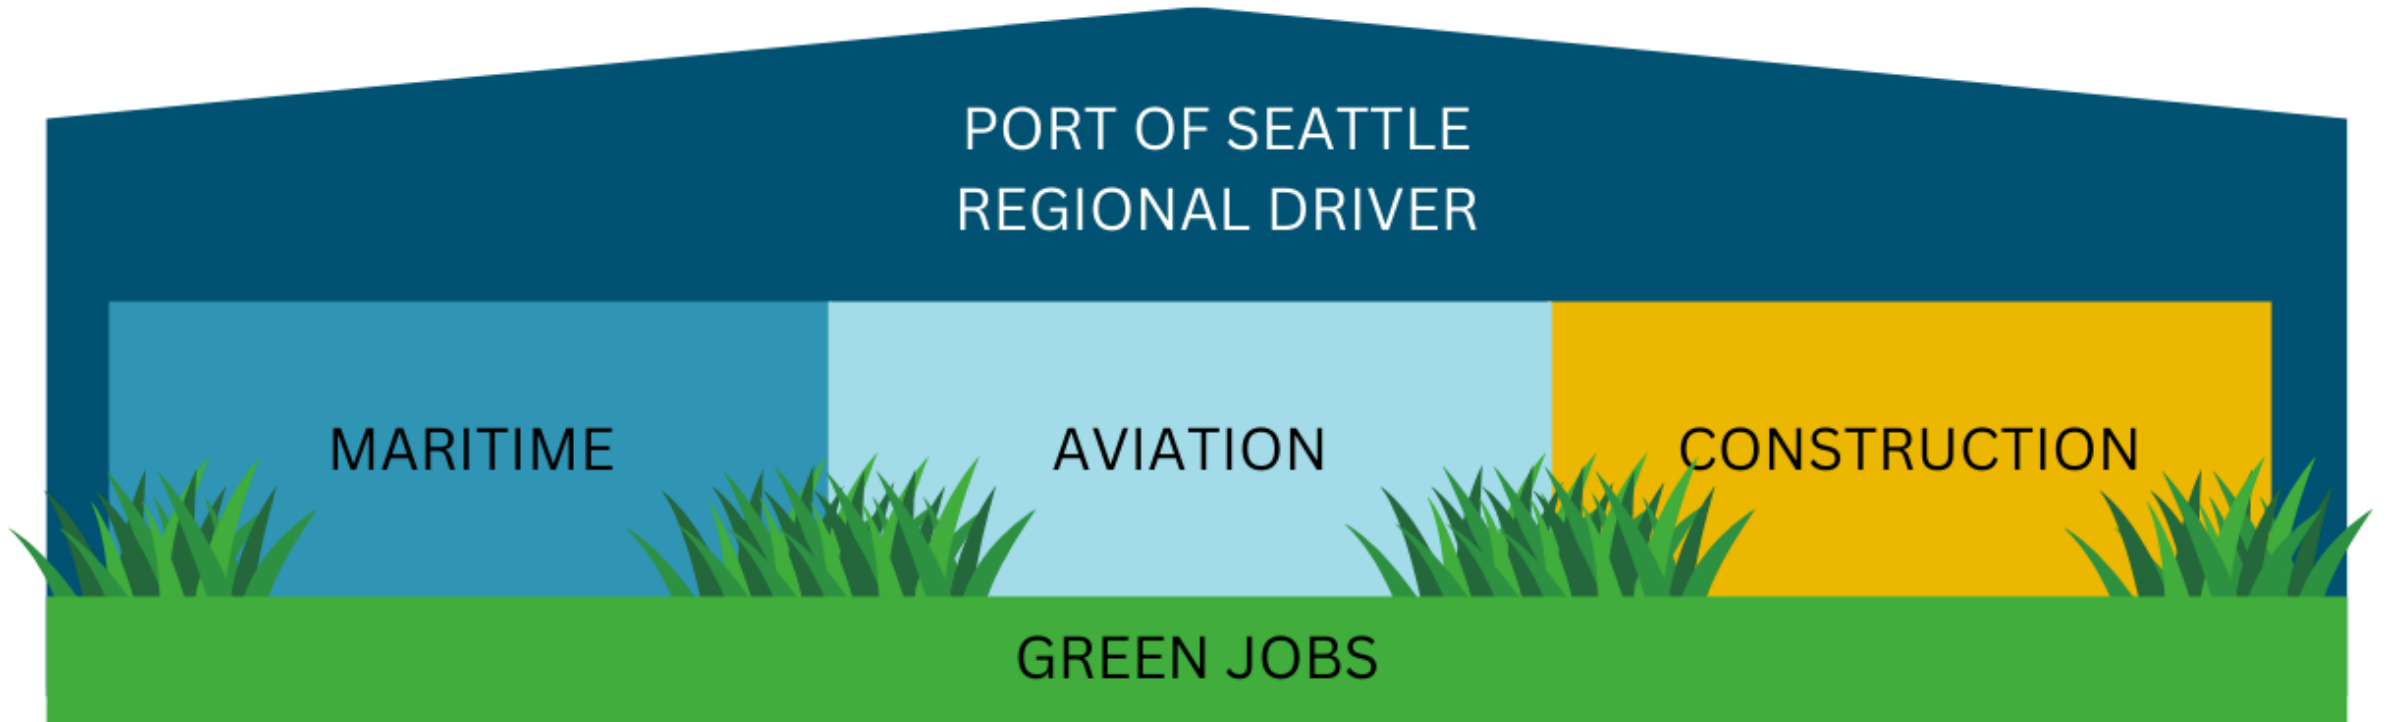 PORT OF SEATTLE
REGIONAL DRIVER
MARITIME
AVIATION
CONSTRUCTION
GREEN JOBS